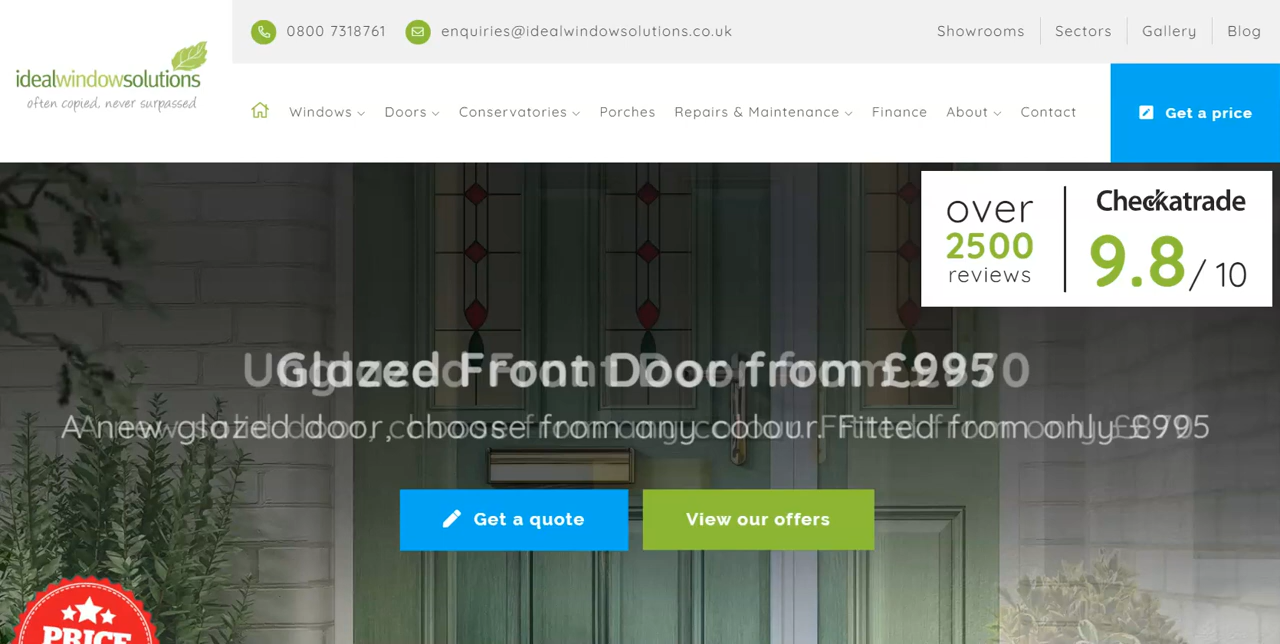 idealwindowsolutions
often copied, never surpassed
0800 7318761
enquiries@idealwindowsolutions.co.uk
Showrooms
Sectors
Gallery
Blog
Windows
Doors
Conservatories
Porches
Repairs & Maintenance
Finance
About
Contact
Get a price
over
2500
reviews
Checkatrade
9.8/ 10
Glazed Front Door from £995
A new glazed door, choose from any colour. Fitted from only £995
Get a quote
View our offers
PRICE